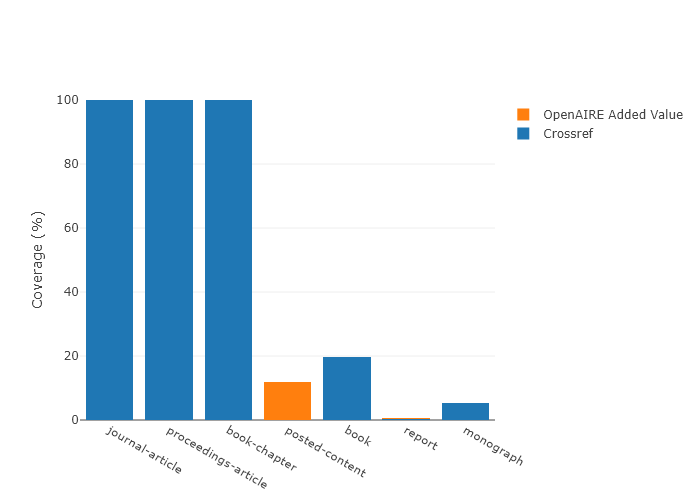 100
80
60
40
20
0
Coverage (%)
journal-article
proceedings-article
book-chapter
posted-content
book
report
monograph
OpenAIRE Added Value
Crossref